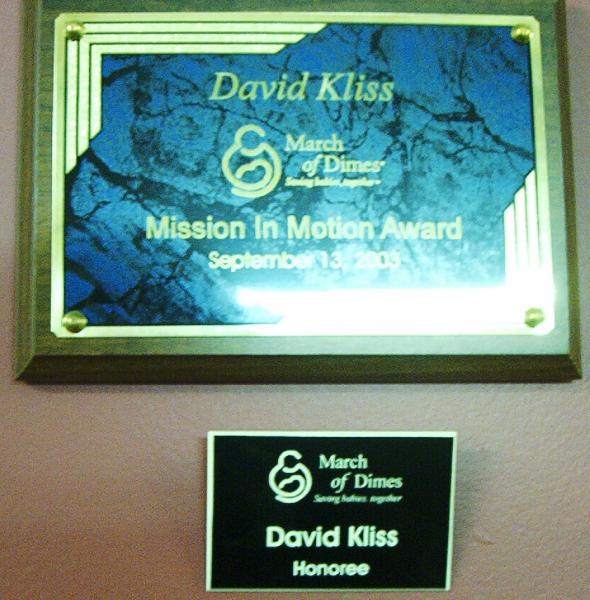 David Kliss
March
of Dimes
Saving babies, together
Mission In Motion Award
September 13, 2003
March
of Dimes
Saving babies, together
David Kliss
Honoree